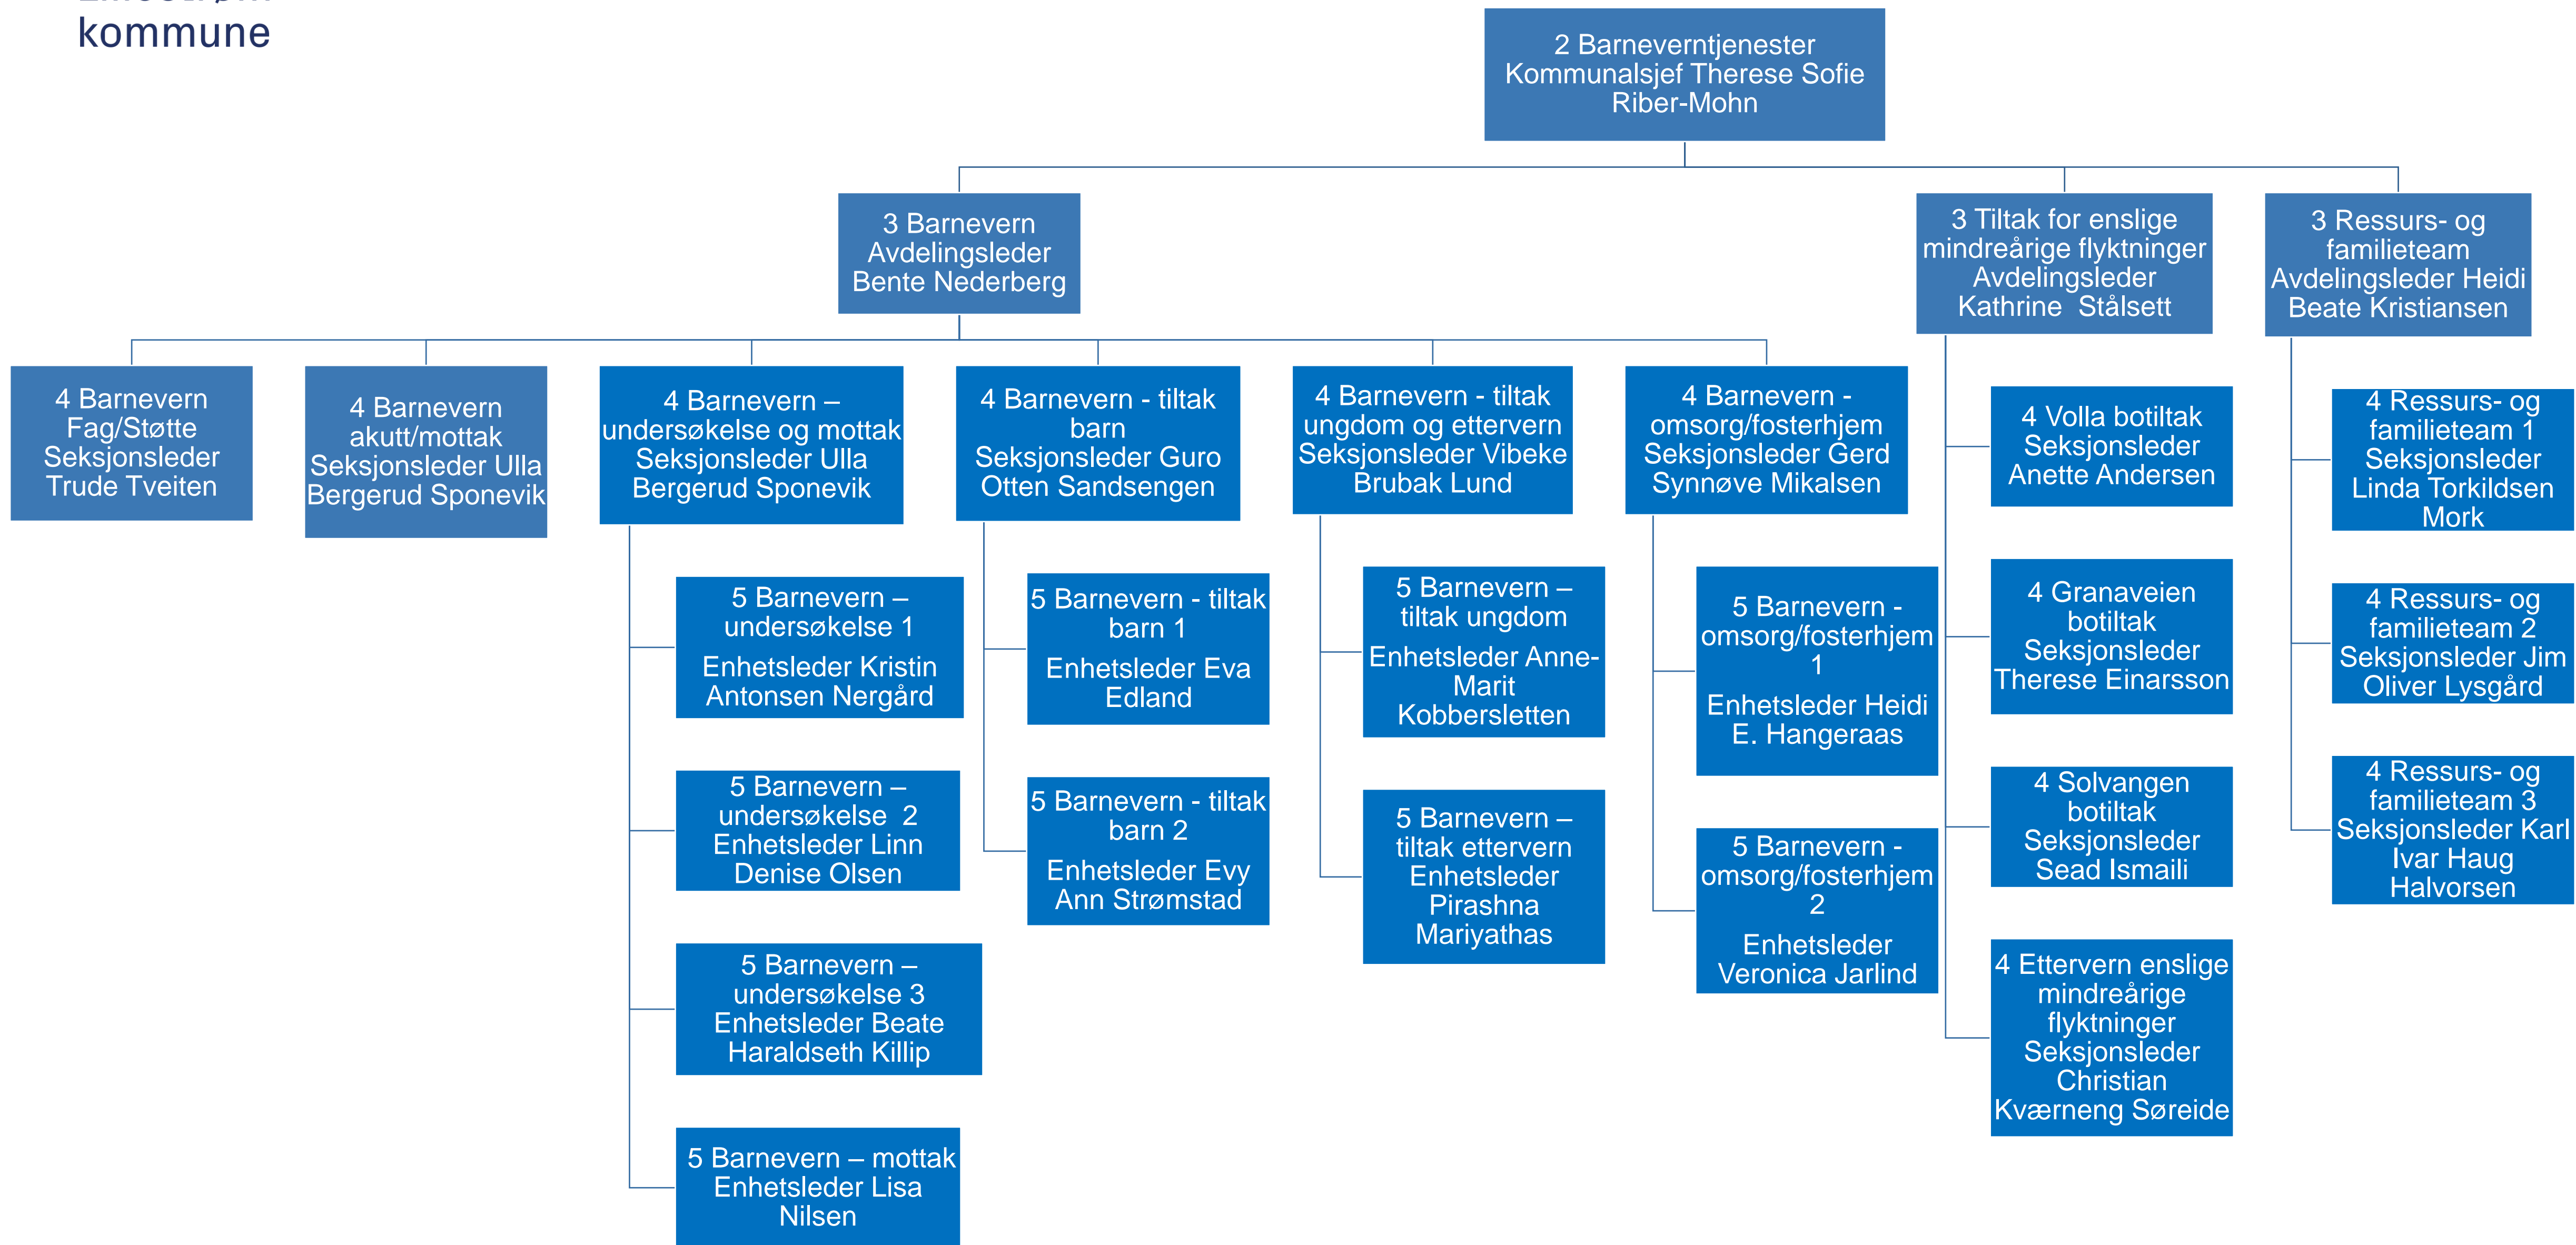 kommune
2 Barneverntjenester
Kommunalsjef Therese Sofie
Riber-Mohn
3 Barnevern
Avdelingsleder
Bente Nederberg
3 Tiltak for enslige
mindreårige flyktninger
Avdelingsleder
Kathrine  Stålsett
3 Ressurs- og
familieteam
Avdelingsleder Heidi
Beate Kristiansen
4 Barnevern
Fag/Støtte
Seksjonsleder
Trude Tveiten
4 Barnevern
akutt/mottak
Seksjonsleder Ulla
Bergerud Sponevik
4 Barnevern –
undersøkelse og mottak
Seksjonsleder Ulla
Bergerud Sponevik
5 Barnevern –
undersøkelse 1
Enhetsleder Kristin
Antonsen Nergård
5 Barnevern –
undersøkelse  2
Enhetsleder Linn
Denise Olsen
5 Barnevern –
undersøkelse 3
Enhetsleder Beate
Haraldseth Killip
5 Barnevern – mottak
Enhetsleder Lisa
Nilsen
4 Barnevern - tiltak
barn
Seksjonsleder Guro
Otten Sandsengen
5 Barnevern - tiltak
barn 1
Enhetsleder Eva
Edland
5 Barnevern - tiltak
barn 2
Enhetsleder Evy
Ann Strømstad
4 Barnevern - tiltak
ungdom og ettervern
Seksjonsleder Vibeke
Brubak Lund
5 Barnevern –
tiltak ungdom
Enhetsleder Anne-
Marit
Kobbersletten
5 Barnevern –
tiltak ettervern
Enhetsleder
Pirashna
Mariyathas
4 Barnevern -
omsorg/fosterhjem
Seksjonsleder Gerd
Synnøve Mikalsen
5 Barnevern -
omsorg/fosterhjem
1
Enhetsleder Heidi
E. Hangeraas
5 Barnevern -
omsorg/fosterhjem
2
Enhetsleder
Veronica Jarlind
4 Volla botiltak
Seksjonsleder
Anette Andersen
4 Granaveien
botiltak
Seksjonsleder
Therese Einarsson
4 Solvangen
botiltak
Seksjonsleder
Sead Ismaili
4 Ettervern enslige
mindreårige
flyktninger
Seksjonsleder
Christian
Kværneng Søreide
4 Ressurs- og
familieteam 1
Seksjonsleder
Linda Torkildsen
Mork
4 Ressurs- og
familieteam 2
Seksjonsleder Jim
Oliver Lysgård
4 Ressurs- og
familieteam 3
Seksjonsleder Karl
Ivar Haug
Halvorsen